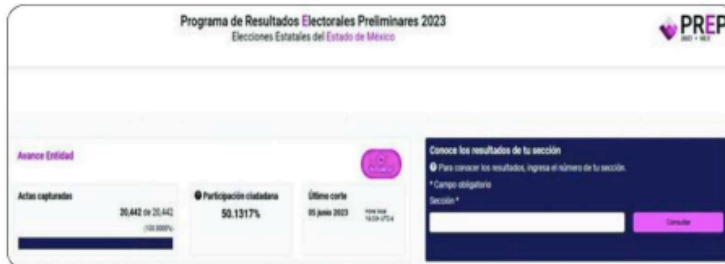 Programa de Resultados Electorales Preliminares 2023
Elecciones Estatales del Estado de México
PREP
Avance Entidad
Actas capturadas
20,442 de 20,442
(100.0000%)
Participación ciudadana
50.1317%
Último corte
05 junio 2023
Conoce los resultados de tu sección
Para conocer los resultados, ingresa el número de tu sección.
* Campo obligatorio
Sección *
Consultar